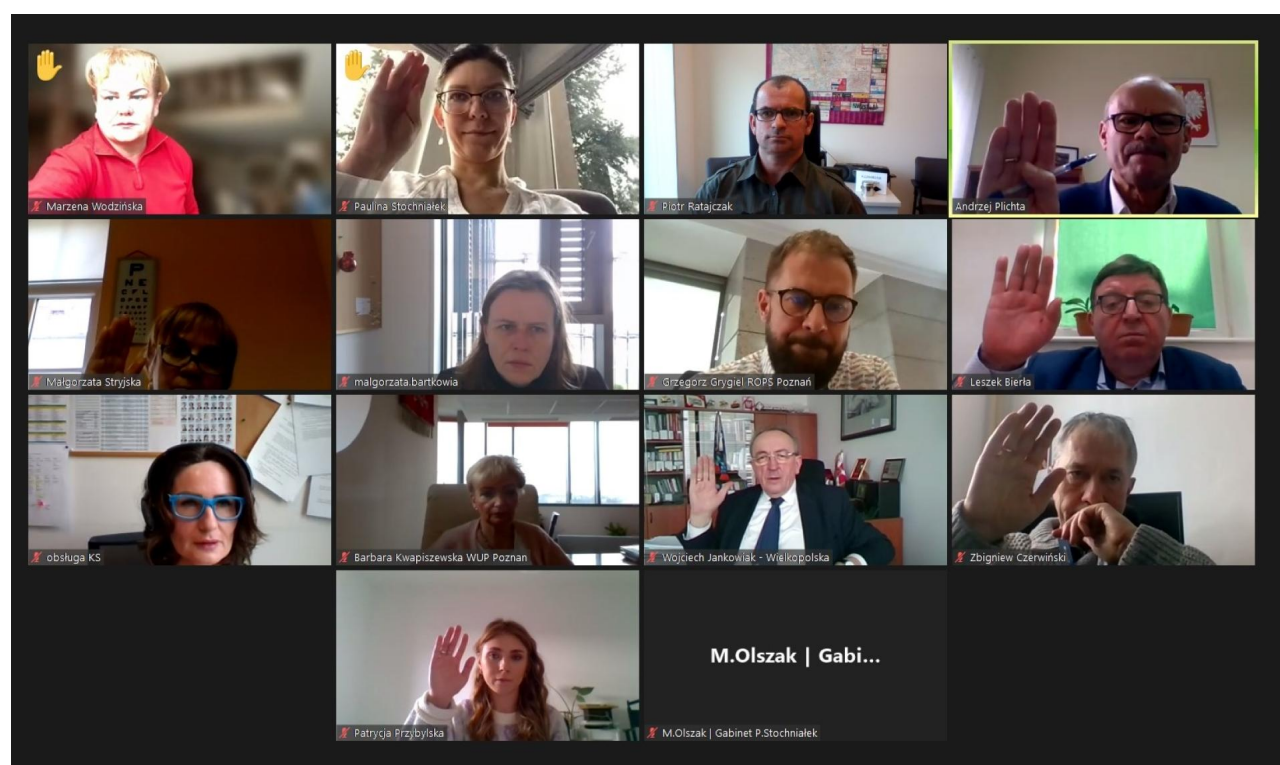 Marzena Wodzińska
Paulina Stochniałek
Piotr Ratajczak
Andrzej Plichta
P
N E
C F L
Małgorzata Stryjska
malgorzata.bartkowia
Grzegorz Grygiel ROPS Poznań
Leszek Bierła
obsługa KS
Barbara Kwapiszewska WUP Poznan
Wojciech Jankowiak - Wielkopolska
Zbigniew Czerwiński
M.Olszak | Gabi...
Patrycja Przybylska
M.Olszak | Gabinet P.Stochniałek